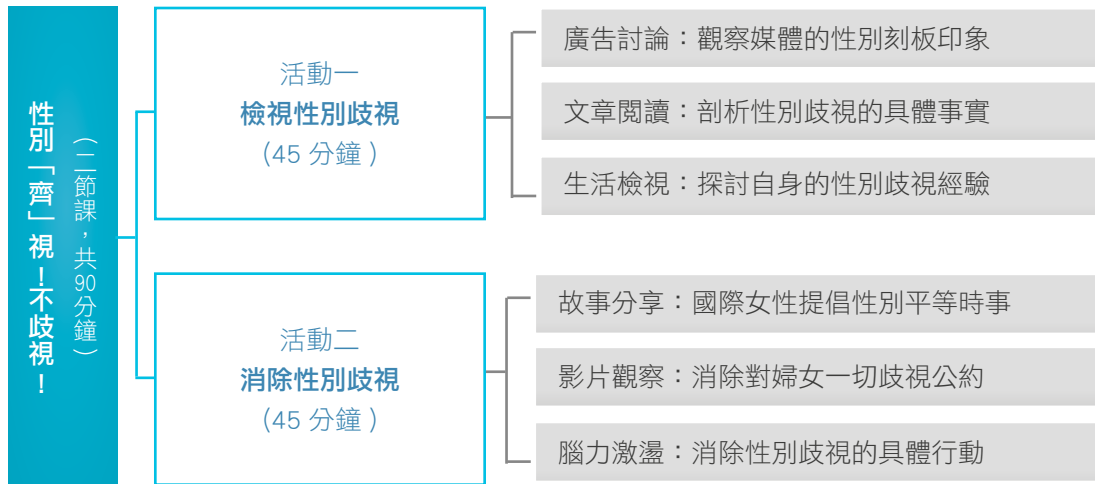 性別「齊」視！不歧視！
（二節課，共90分鐘）
活動一
檢視性別歧視
(45 分鐘 )
廣告討論：觀察媒體的性別刻板印象
文章閱讀：剖析性別歧視的具體事實
生活檢視：探討自身的性別歧視經驗
活動二
消除性別歧視
(45 分鐘 )
故事分享：國際女性提倡性別平等時事
影片觀察：消除對婦女一切歧視公約
腦力激盪：消除性別歧視的具體行動